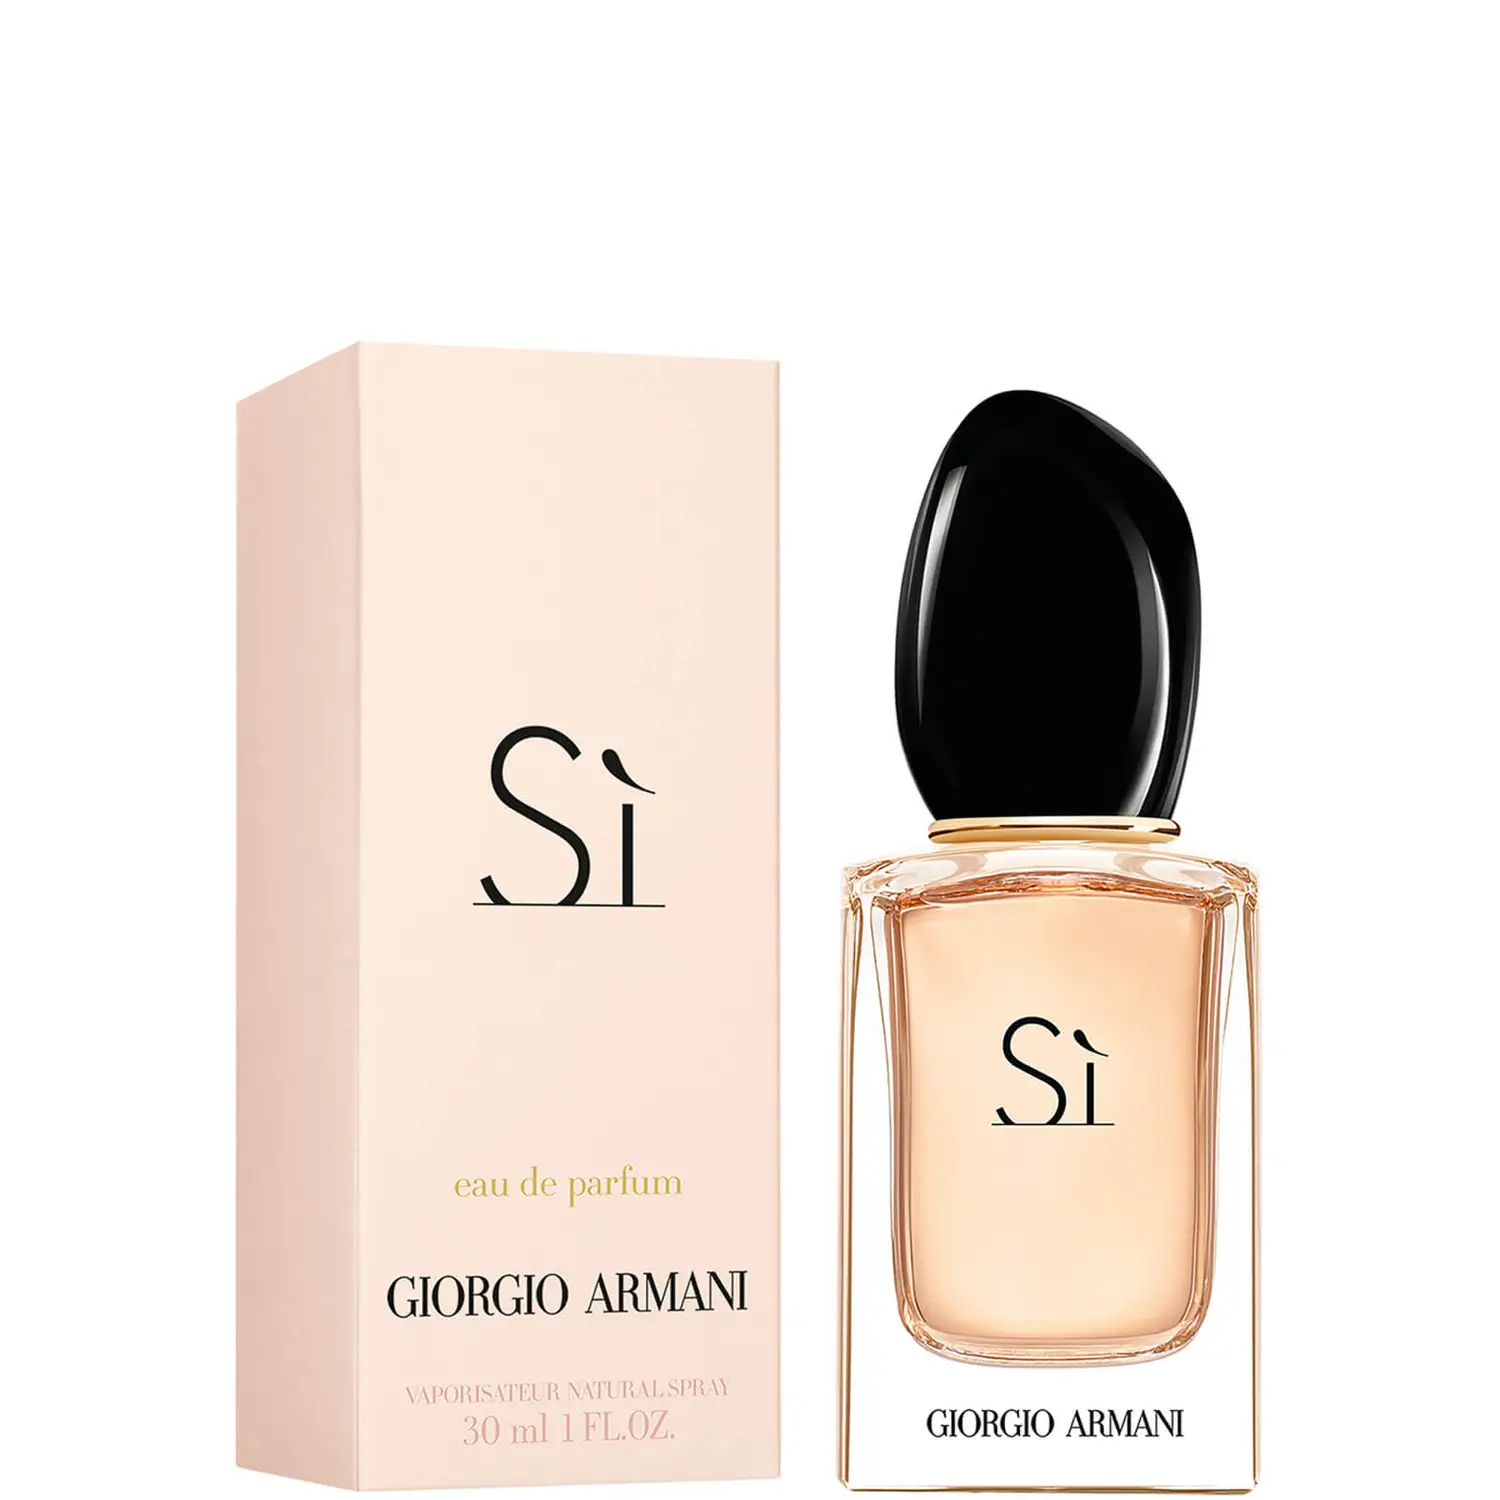 Sì
eau de parfum
GIORGIO ARMANI
VAPORISATEUR NATURAL SPRAY
30 ml 1 FL.OZ.
Sì
GIORGIO ARMANI